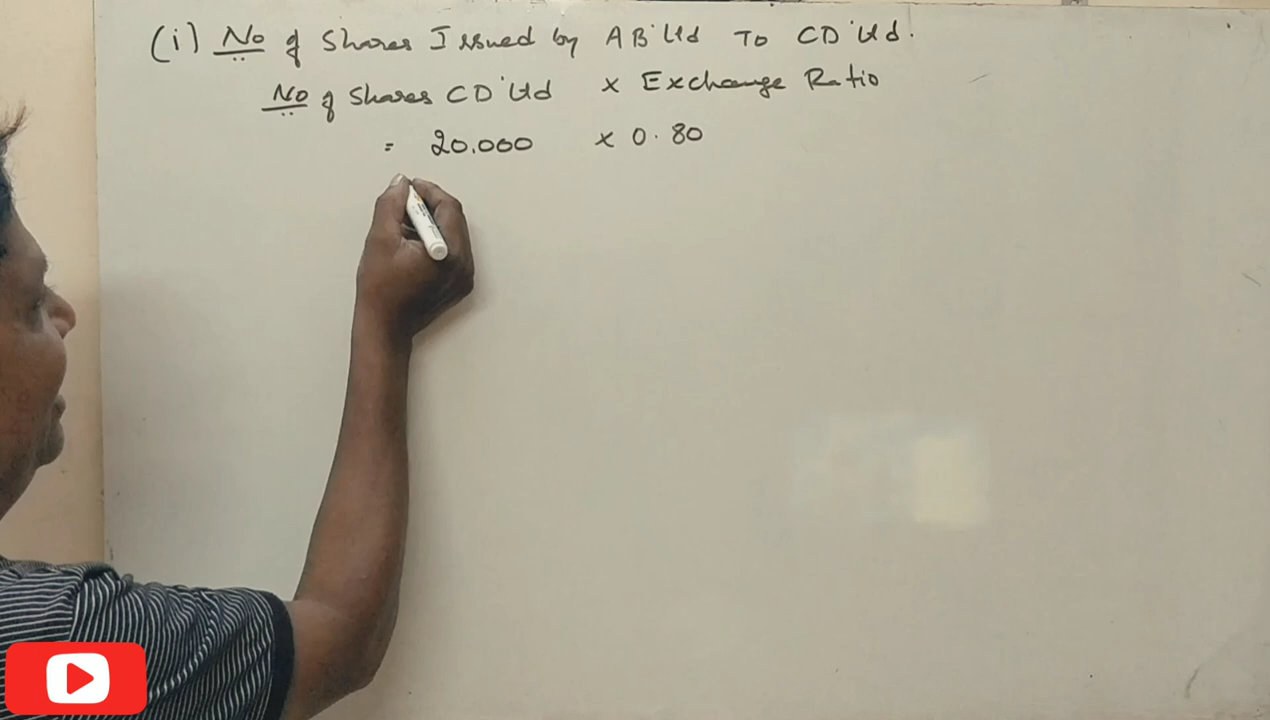 (i) No of Shares Issued by AB Ltd To CD Ltd.
No of Shares CD Ltd × Exchange Ratio
= 20,000 × 0.80